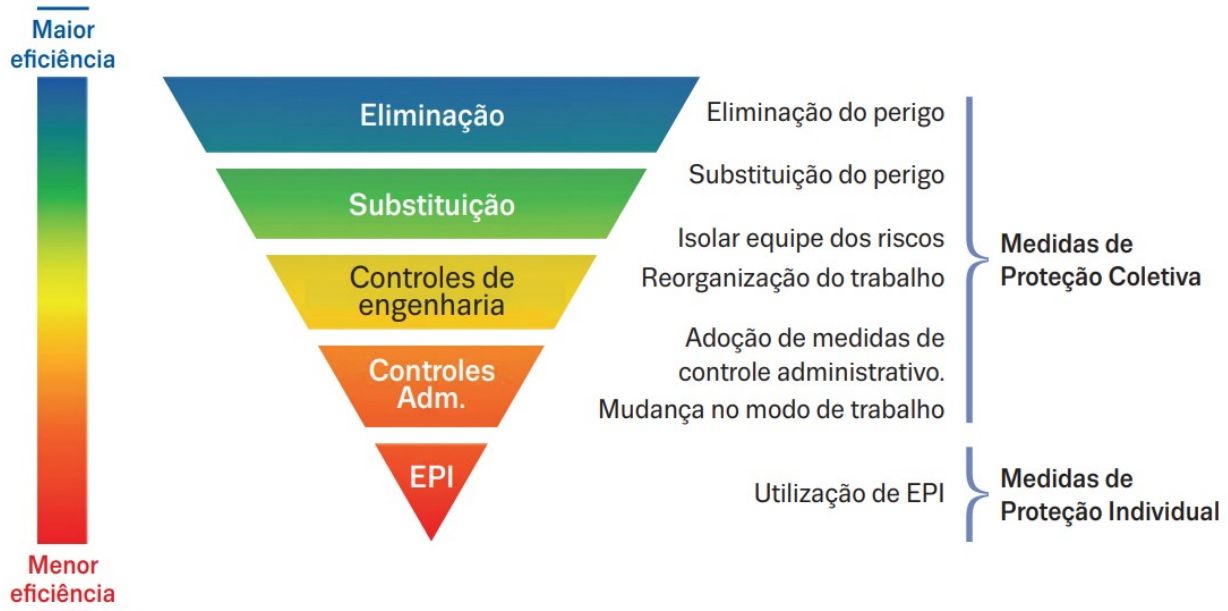 Maior
eficiência
Eliminação
Eliminação do perigo
Substituição
Substituição do perigo
Controles de
engenharia
Isolar equipe dos riscos
Reorganização do trabalho
Controles
Adm.
Adoção de medidas de
controle administrativo.
Mudança no modo de trabalho
Medidas de
Proteção Coletiva
EPI
Utilização de EPI
Medidas de
Proteção Individual
Menor
eficiência